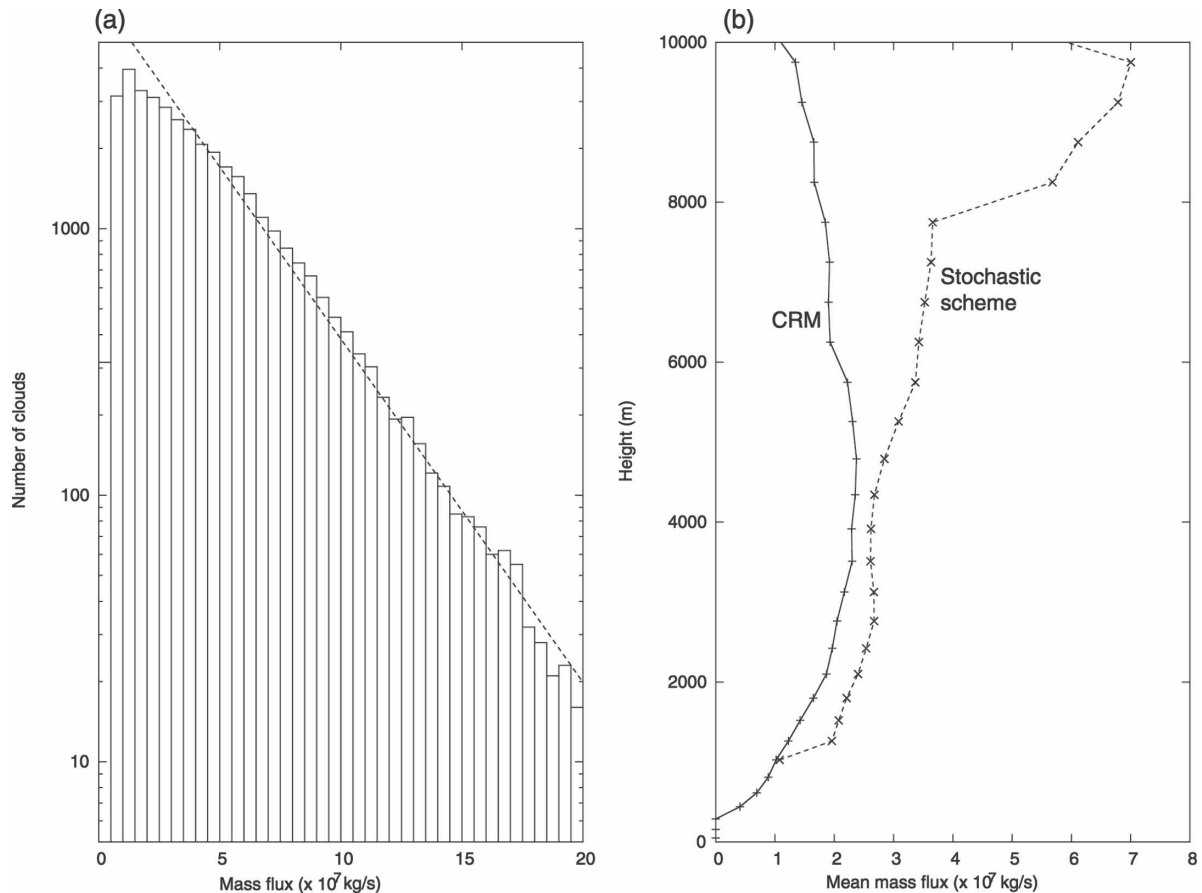 (a)
1000
100
10
Number of clouds
0 5 10 15 20
Mass flux (x 10⁷ kg/s)
(b)
10000
8000
6000
4000
2000
0
Height (m)
CRM
Stochastic
scheme
0 1 2 3 4 5 6 7 8
Mean mass flux (x 10⁷ kg/s)